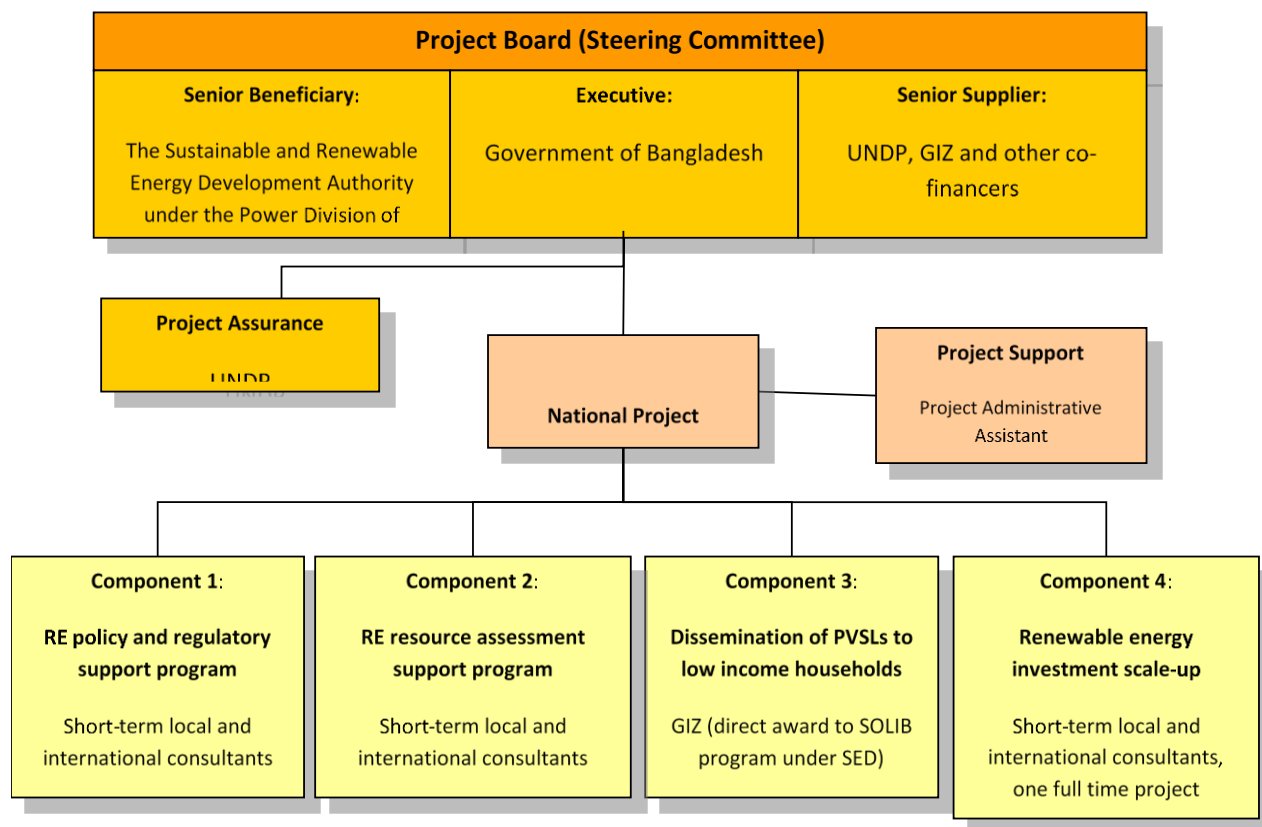 Project Board (Steering Committee)
Senior Beneficiary:
The Sustainable and Renewable
Energy Development Authority
under the Power Division of
Executive:
Government of Bangladesh
Senior Supplier:
UNDP, GIZ and other co-
financers
Project Assurance
UNDP
National Project
Project Support
Project Administrative
Assistant
Component 1:
RE policy and regulatory
support program
Short-term local and
international consultants
Component 2:
RE resource assessment
support program
Short-term local and
international consultants
Component 3:
Dissemination of PVSLs to
low income households
GIZ (direct award to SOLIB
program under SED)
Component 4:
Renewable energy
investment scale-up
Short-term local and
international consultants,
one full time project